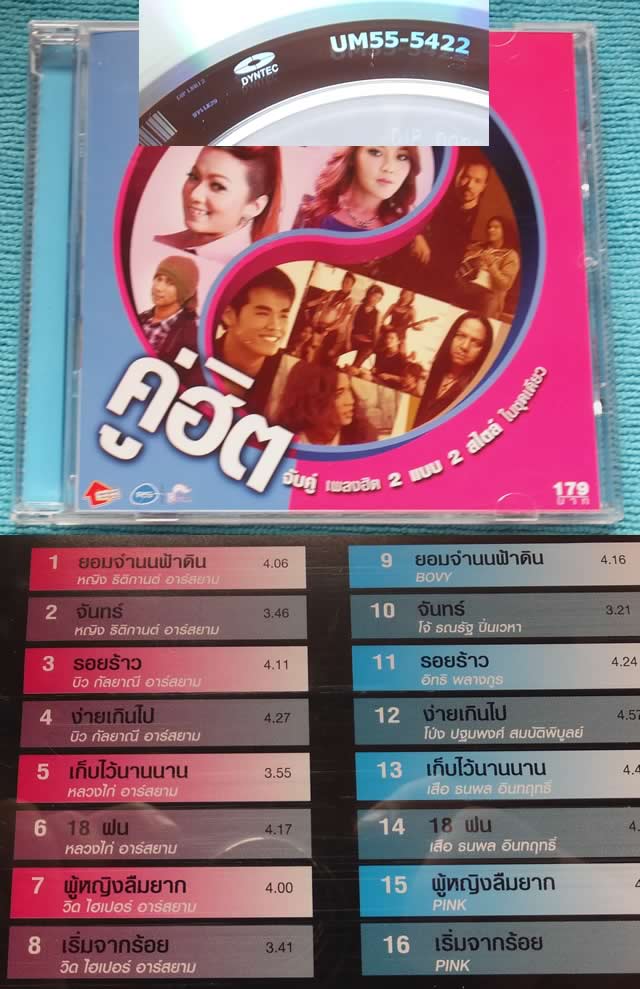 UM55-5422
DYNTEC
คู่ฮิต
จับคู่ เพลงฮิต 2 แบบ 2 สไตล์ ในชุดเดียว
179
บาท
1 ยอมจำนนฟ้าดิน 4.06
หญิง ธิติกานต์ อาร์สยาม
2 จันทร์ 3.46
หญิง ธิติกานต์ อาร์สยาม
3 รอยร้าว 4.11
บิว กัลยาณี อาร์สยาม
4 ง่ายเกินไป 4.27
บิว กัลยาณี อาร์สยาม
5 เก็บไว้นานนาน 3.55
หลวงไก่ อาร์สยาม
6 18 ฝน 4.17
หลวงไก่ อาร์สยาม
7 ผู้หญิงลืมยาก 4.00
วิด ไฮเปอร์ อาร์สยาม
8 เริ่มจากร้อย 3.41
วิด ไฮเปอร์ อาร์สยาม
9 ยอมจำนนฟ้าดิน 4.16
BOVY
10 จันทร์ 3.21
โจ้ รณรัฐ ปิ่นเวหา
11 รอยร้าว 4.24
อิทธิ พลางกูร
12 ง่ายเกินไป 4.57
โป่ง ปฐมพงศ์ สมบัติพิบูลย์
13 เก็บไว้นานนาน
เสือ ธนพล อินทฤทธิ์
14 18 ฝน
เสือ ธนพล อินทฤทธิ์
15 ผู้หญิงลืมยาก
PINK
16 เริ่มจากร้อย
PINK